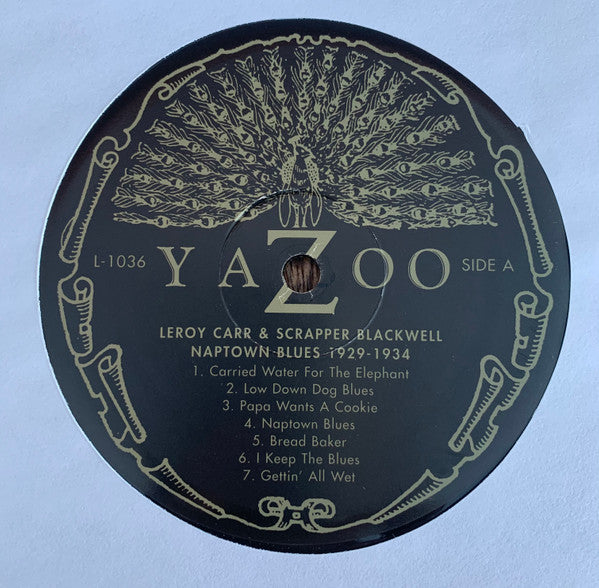 L-1036 YAZOO SIDE A
LEROY CARR & SCRAPPER BLACKWELL
NAPTOWN BLUES 1929-1934
1. Carried Water For The Elephant
2. Low Down Dog Blues
3. Papa Wants A Cookie
4. Naptown Blues
5. Bread Baker
6. I Keep The Blues
7. Gettin' All Wet